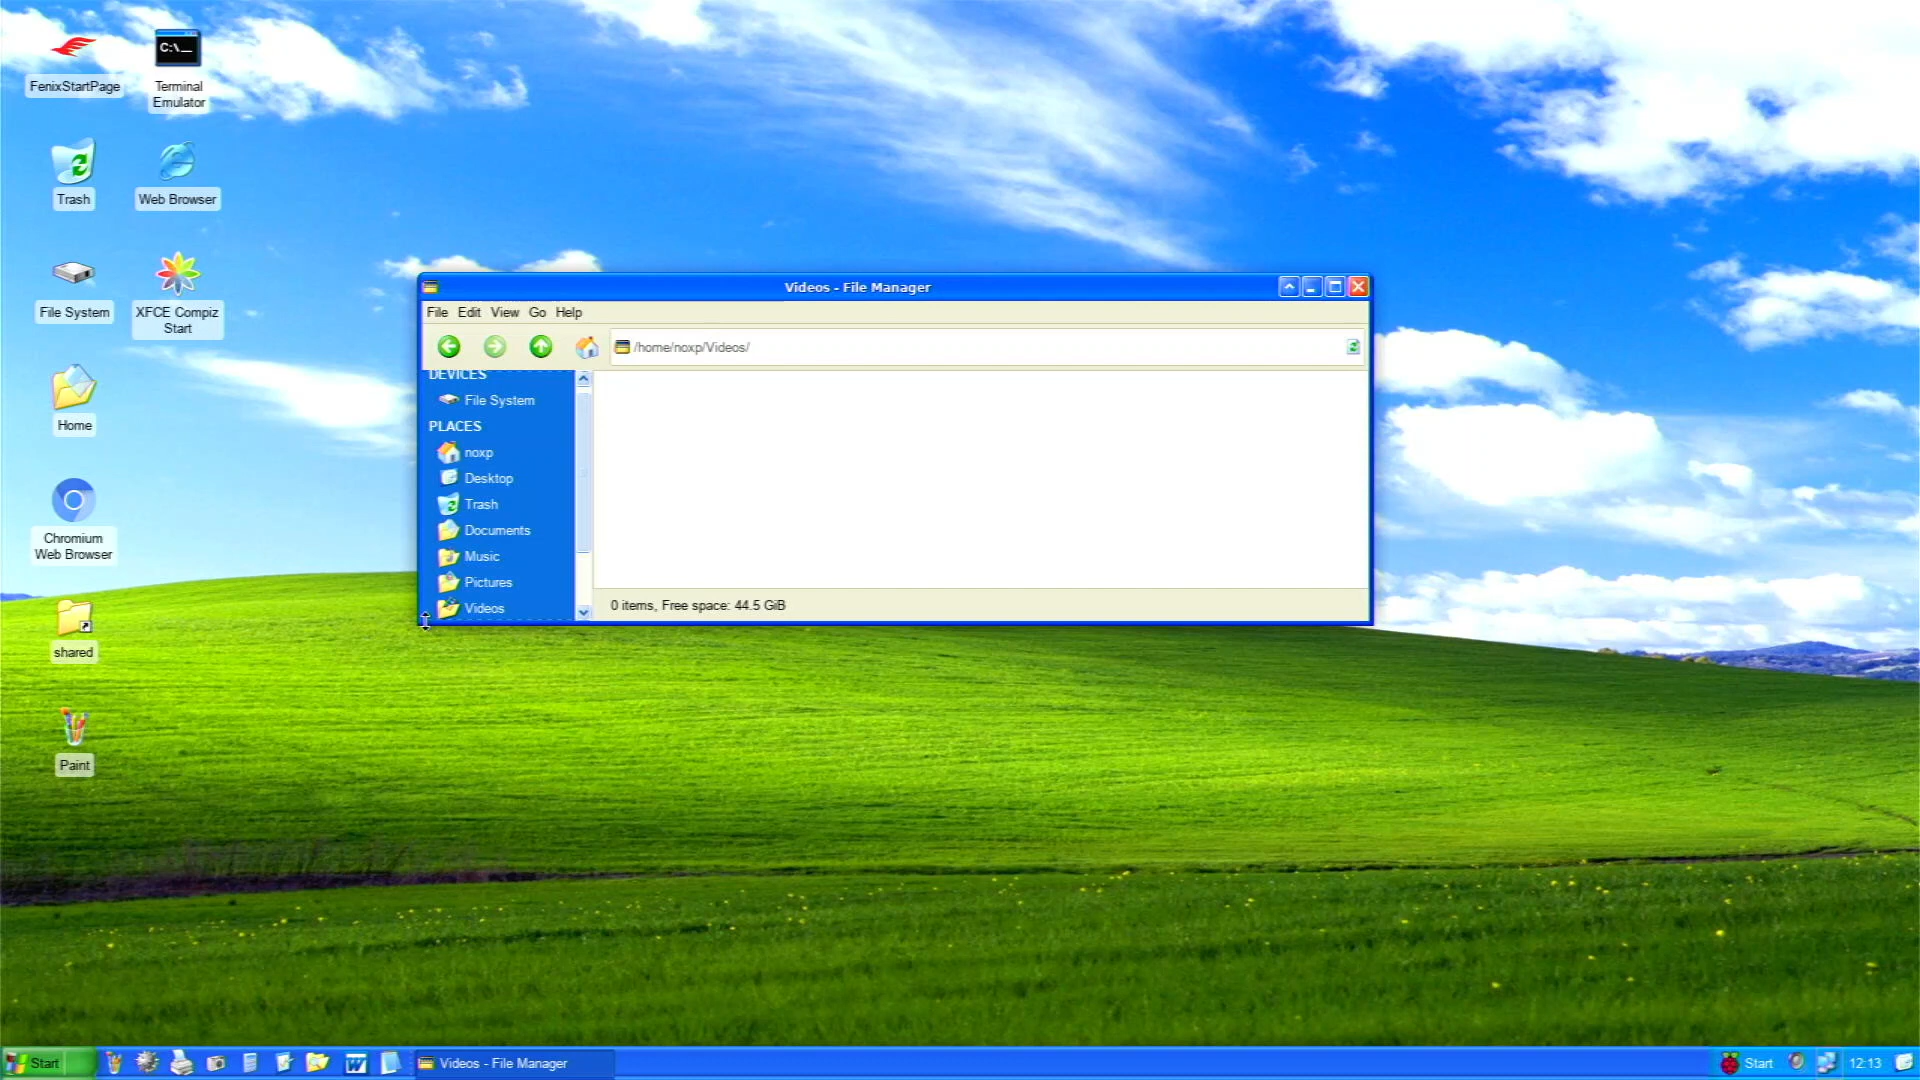 FenixStartPage
Terminal
Emulator
Trash
Web Browser
File System
XFCE Compiz
Start
Home
Chromium
Web Browser
shared
Paint
Videos - File Manager
File Edit View Go Help
/home/noxp/Videos/
DEVICES
File System
PLACES
noxp
Desktop
Trash
Documents
Music
Pictures
Videos
0 items, Free space: 44.5 GiB
Start
Videos - File Manager
Start
12:13
C:\
W